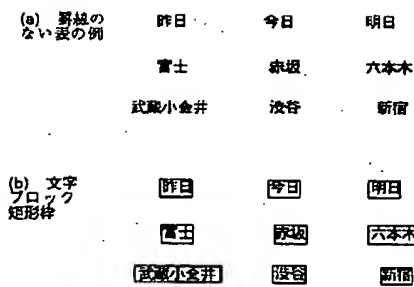 (a) 罫線の
ない表の例
昨日 今日 明日
富士 赤坂 六本木
武蔵小金井 渋谷 新宿
(b) 文字
ブロック
矩形枠
昨日 今日 明日
富士 赤坂 六本木
武蔵小金井 渋谷 新宿